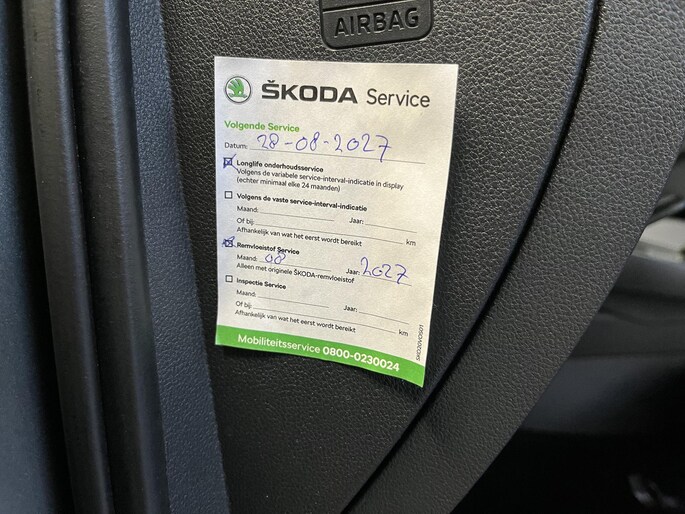 AIRBAG
ŠKODA Service
Volgende Service
Datum: 28-08-2027
Longlife onderhoudsservice
Volgens de variabele service-interval-indicatie in display
(echter minimaal elke 24 maanden)
Volgens de vaste service-interval-indicatie
Maand: Jaar:
Of bij: km
Afhankelijk van wat het eerst wordt bereikt
Remvloeistof Service
Maand: 08 Jaar: 2027
Alleen met originele ŠKODA-remvloeistof
Inspectie Service
Maand: Jaar:
Of bij: km
Afhankelijk van wat het eerst wordt bereikt
Mobiliteitsservice 0800-0230024